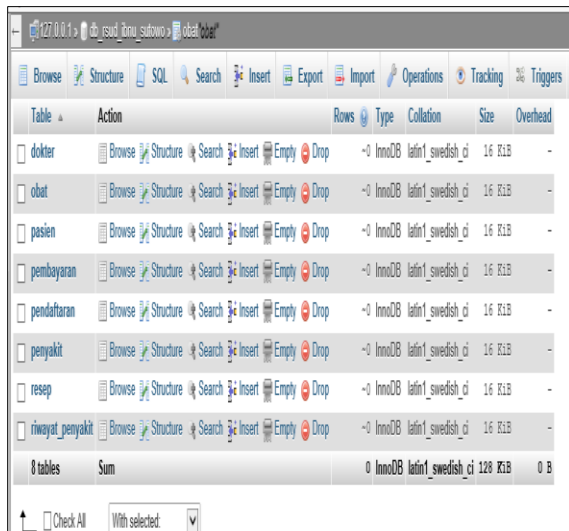 127.0.0.1 » db_rsud_ibnu_sutowo » obat"obat"
Browse Structure SQL Search Insert Export Import Operations Tracking Triggers
Table Action Rows Type Collation Size Overhead
dokter Browse Structure Search Insert Empty Drop ~0 InnoDB latin1_swedish_ci 16 KiB -
obat Browse Structure Search Insert Empty Drop ~0 InnoDB latin1_swedish_ci 16 KiB -
pasien Browse Structure Search Insert Empty Drop ~0 InnoDB latin1_swedish_ci 16 KiB -
pembayaran Browse Structure Search Insert Empty Drop ~0 InnoDB latin1_swedish_ci 16 KiB -
pendaftaran Browse Structure Search Insert Empty Drop ~0 InnoDB latin1_swedish_ci 16 KiB -
penyakit Browse Structure Search Insert Empty Drop ~0 InnoDB latin1_swedish_ci 16 KiB -
resep Browse Structure Search Insert Empty Drop ~0 InnoDB latin1_swedish_ci 16 KiB -
riwayat_penyakit Browse Structure Search Insert Empty Drop ~0 InnoDB latin1_swedish_ci 16 KiB -
8 tables Sum 0 InnoDB latin1_swedish_ci 128 KiB 0 B
Check All With selected: